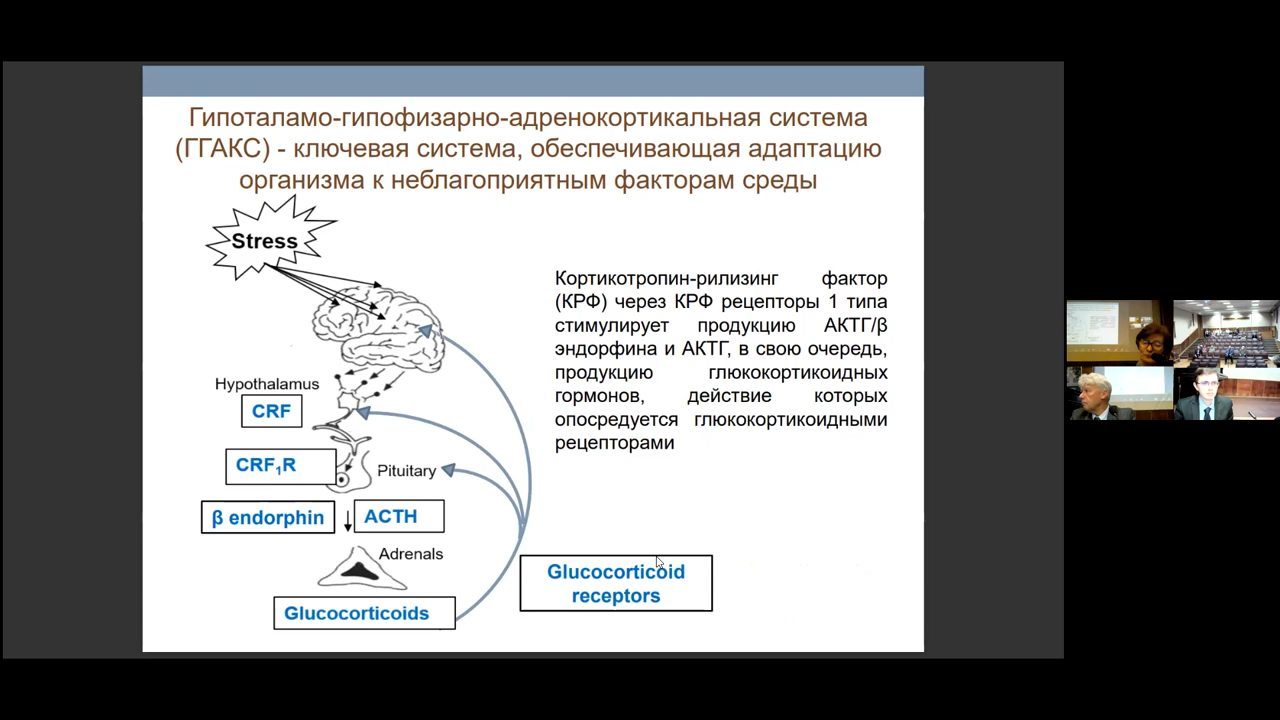 Гипоталамо-гипофизарно-адренокортикальная система
(ГГАКС) - ключевая система, обеспечивающая адаптацию
организма к неблагоприятным факторам среды
Stress
Кортикотропин-рилизинг фактор
(КРФ) через КРФ рецепторы 1 типа
стимулирует продукцию АКТГ/β
эндорфина и АКТГ, в свою очередь,
продукцию глюкокортикоидных
гормонов, действие которых
опосредуется глюкокортикоидными
рецепторами
Hypothalamus
CRF
CRF₁R
Pituitary
β endorphin
ACTH
Adrenals
Glucocorticoids
Glucocorticoid
receptors